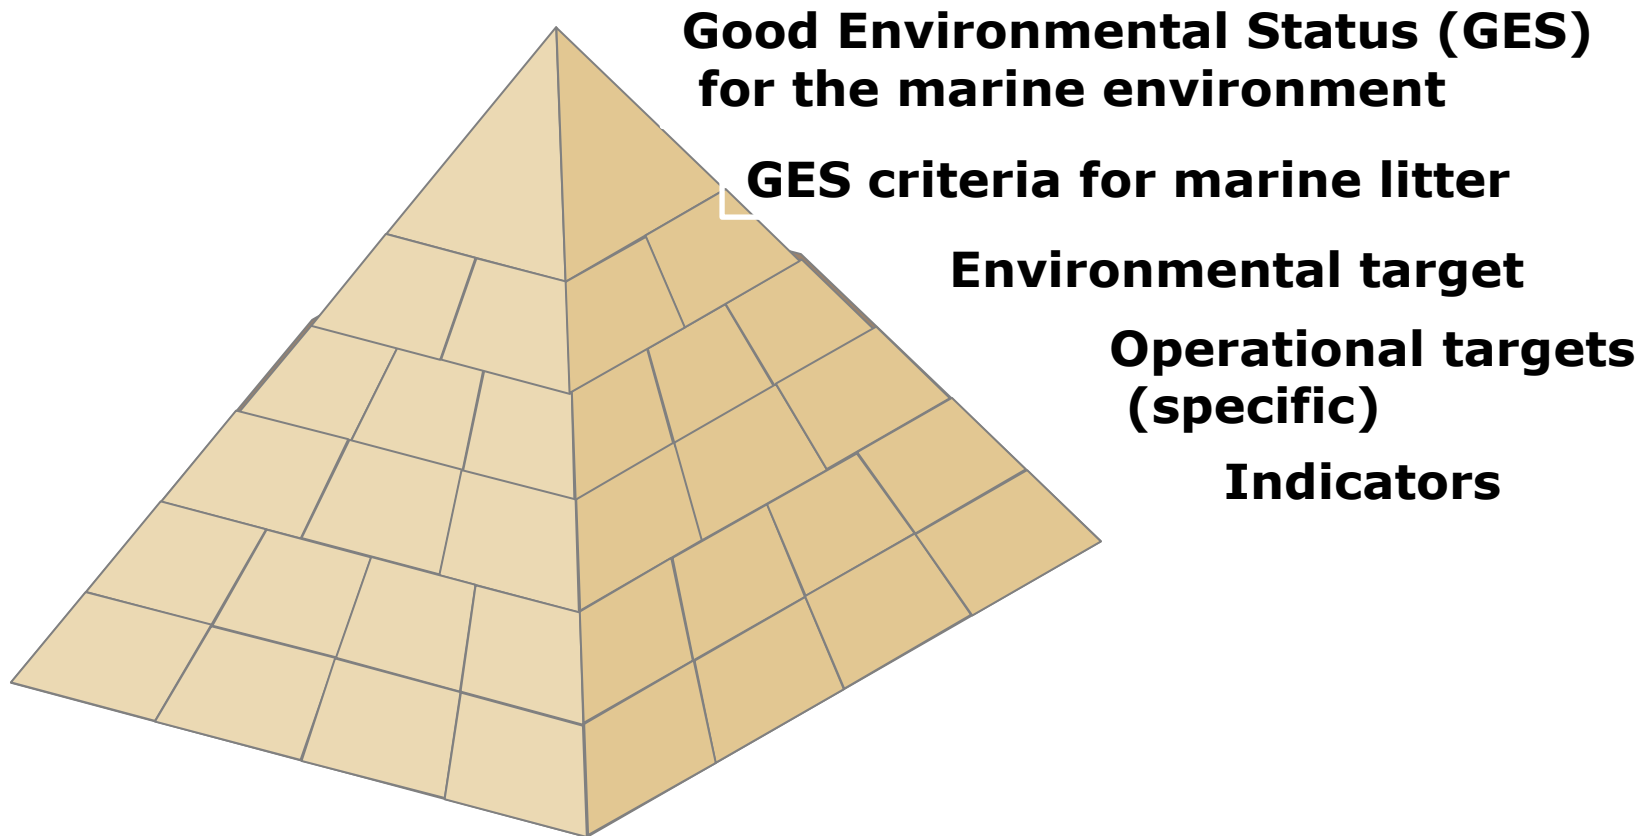 Good Environmental Status (GES)
for the marine environment
GES criteria for marine litter
Environmental target
Operational targets
(specific)
Indicators